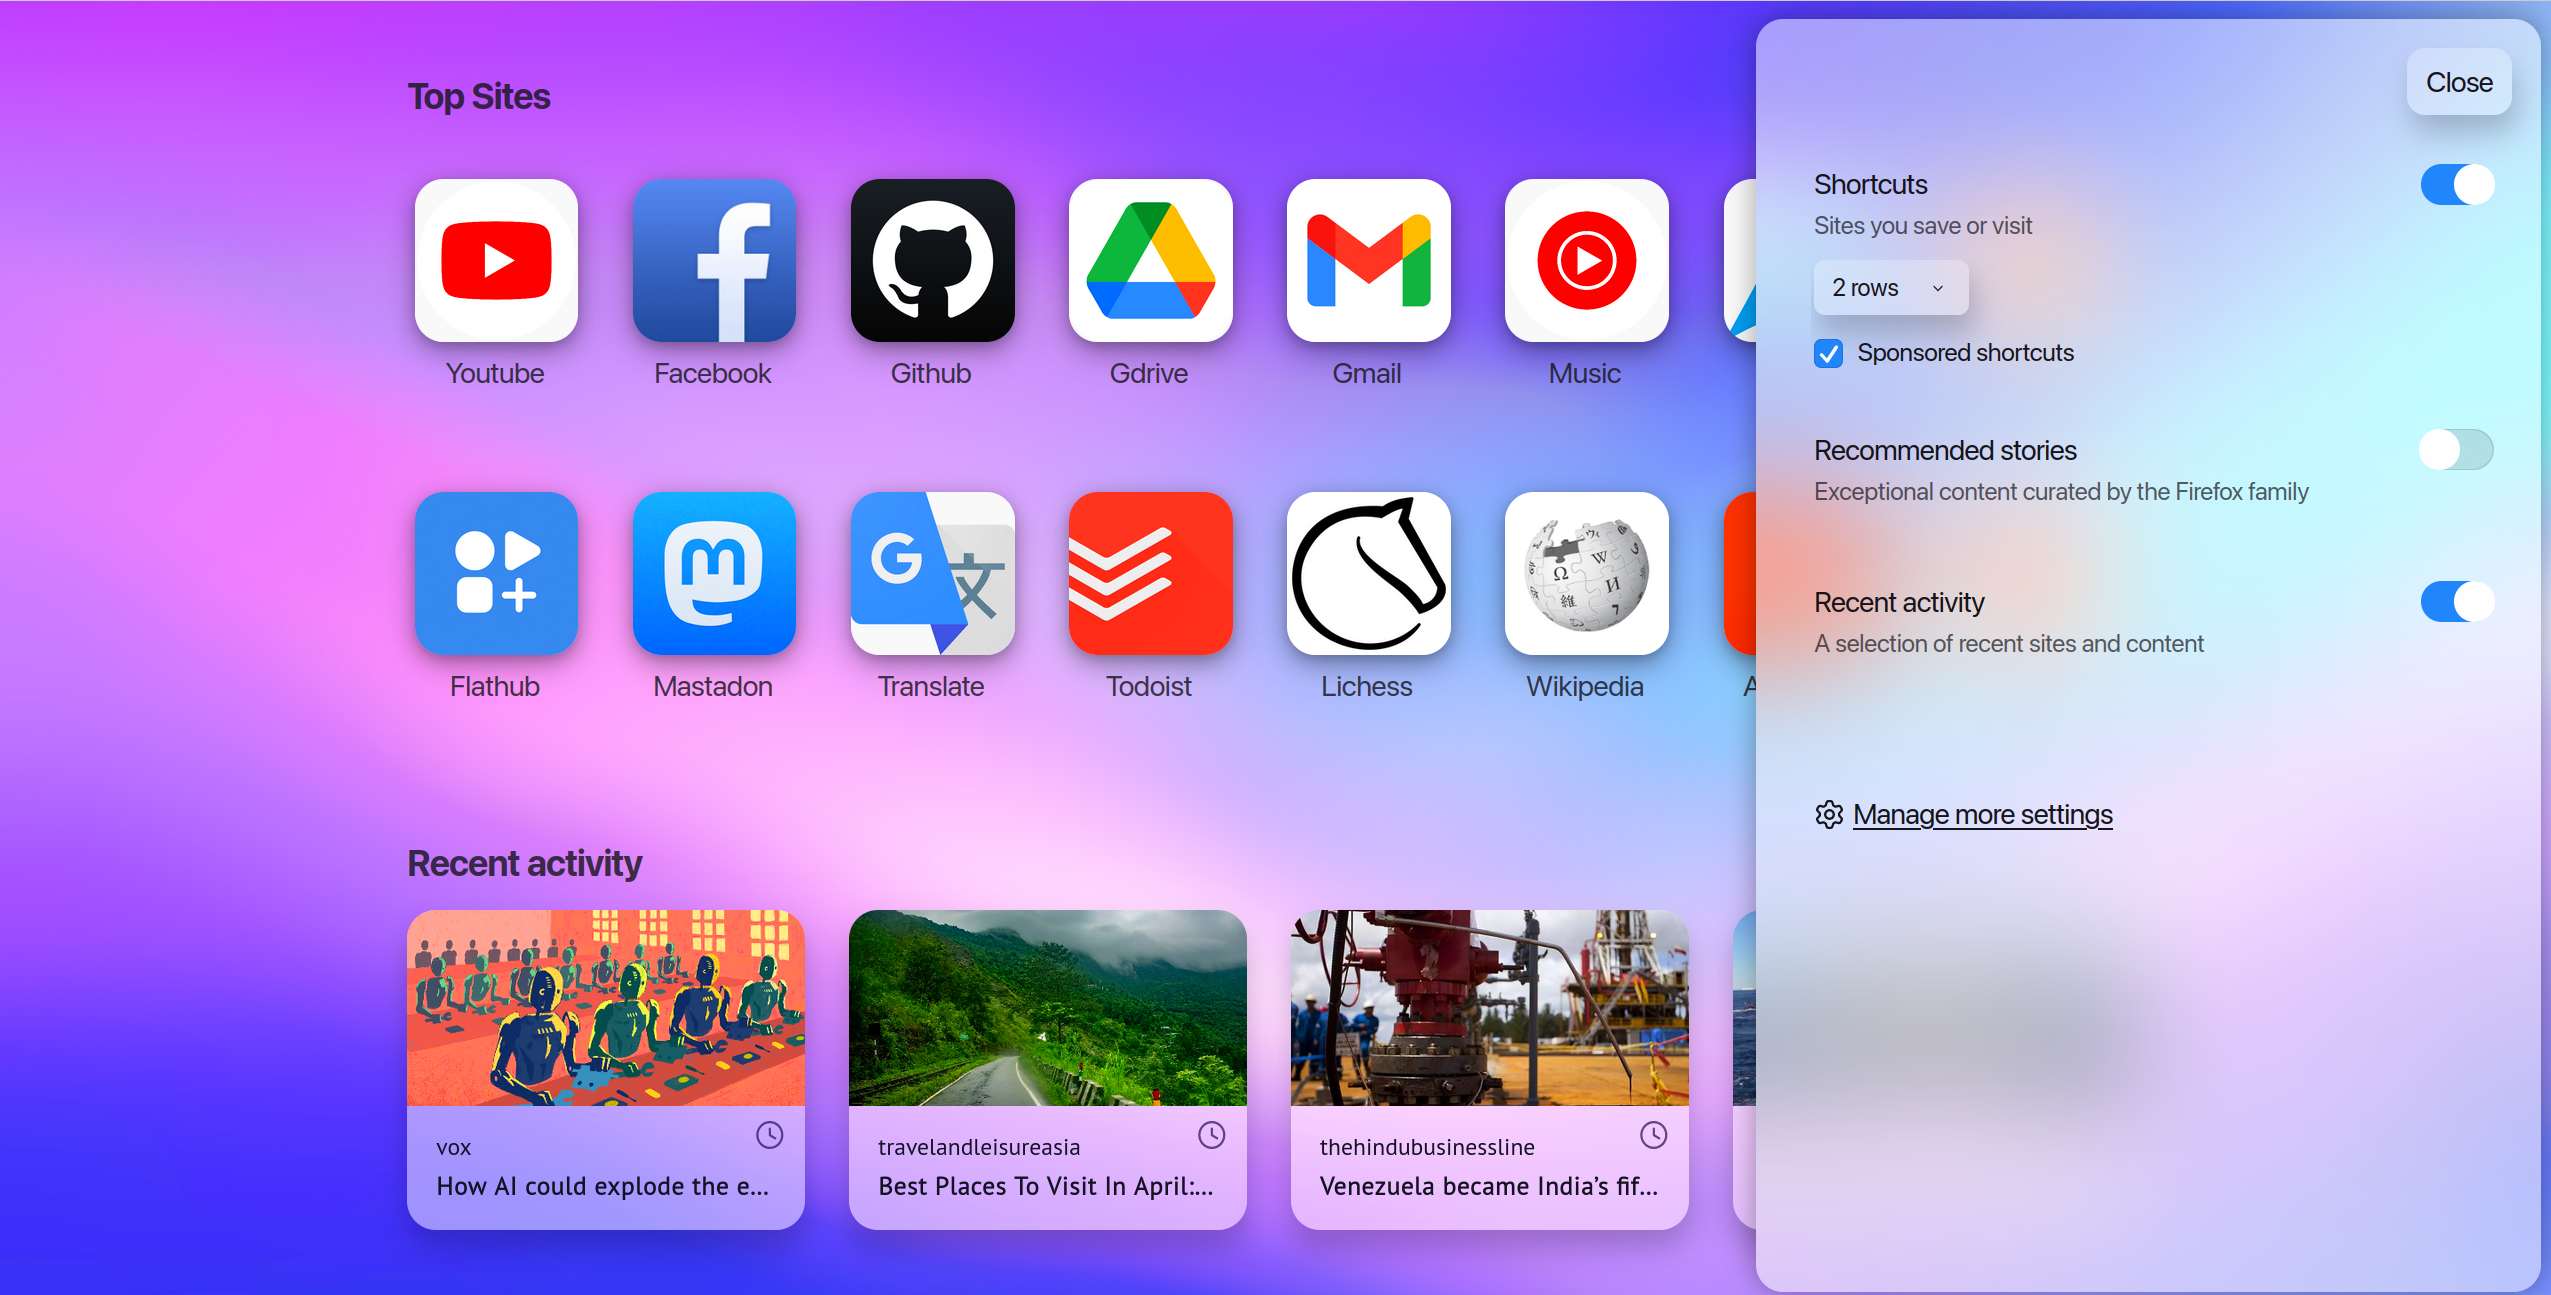 Top Sites
Youtube
Facebook
Github
Gdrive
Gmail
Music
Flathub
Mastadon
Translate
Todoist
Lichess
Wikipedia
A
Recent activity
vox
How AI could explode the e...
travelandleisureasia
Best Places To Visit In April:...
thehindubusinessline
Venezuela became India’s fif...
Close
Shortcuts
Sites you save or visit
2 rows
Sponsored shortcuts
Recommended stories
Exceptional content curated by the Firefox family
Recent activity
A selection of recent sites and content
Manage more settings